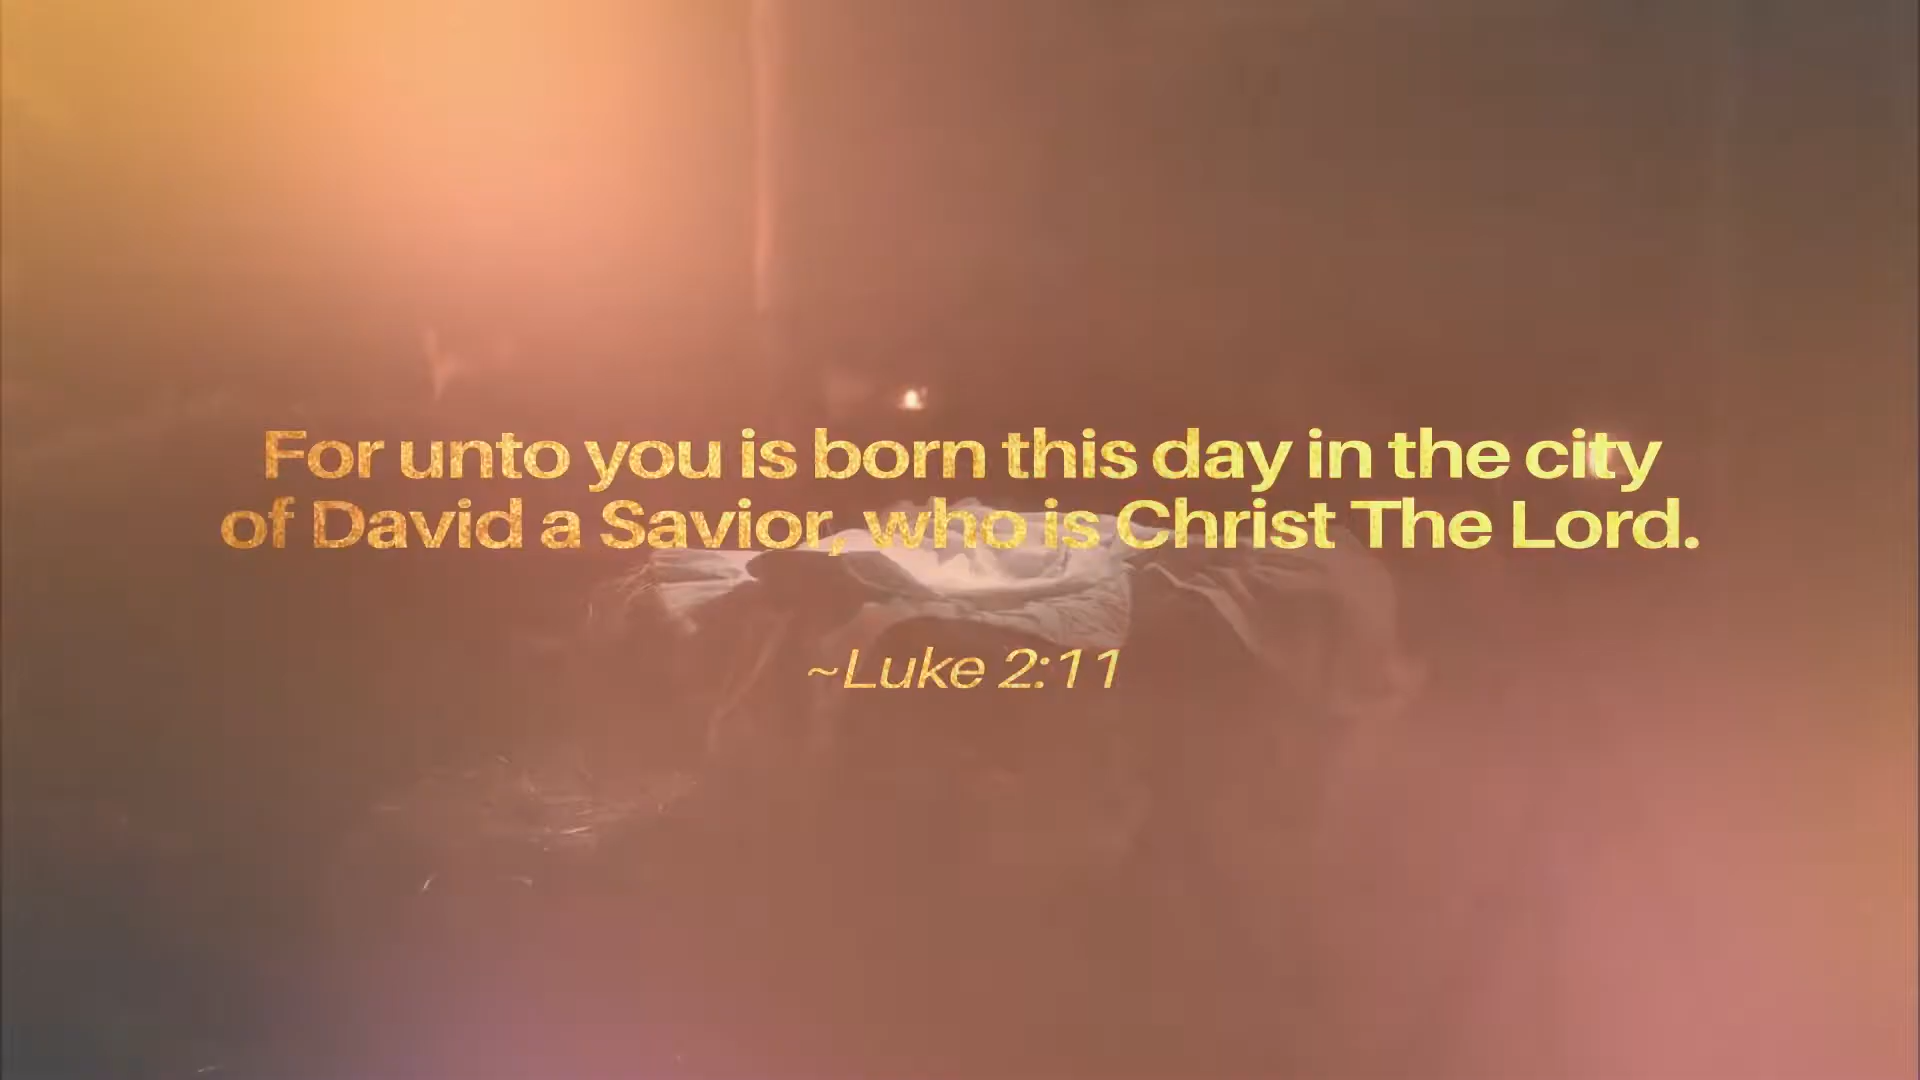 For unto you is born this day in the city
of David a Savior, who is Christ The Lord.
~Luke 2:11